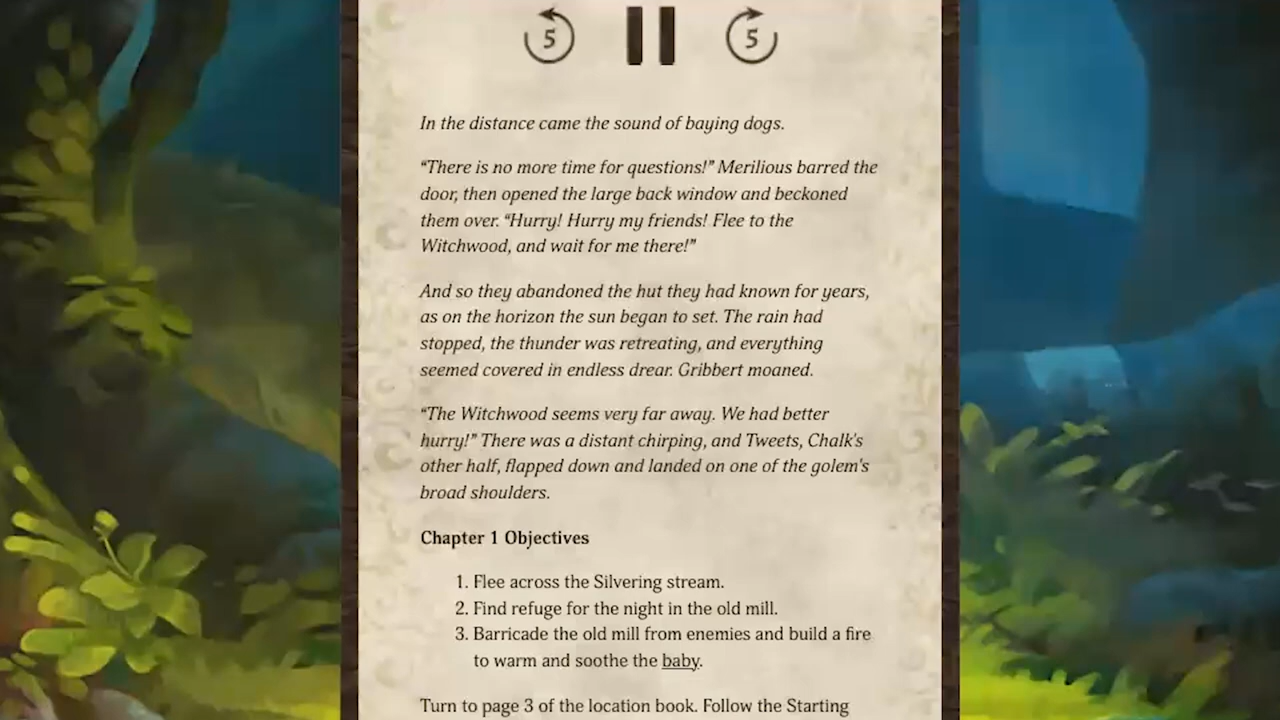 5 5
In the distance came the sound of baying dogs.
“There is no more time for questions!” Merilious barred the
door, then opened the large back window and beckoned
them over. “Hurry! Hurry my friends! Flee to the
Witchwood, and wait for me there!”
And so they abandoned the hut they had known for years,
as on the horizon the sun began to set. The rain had
stopped, the thunder was retreating, and everything
seemed covered in endless drear. Gribbert moaned.
“The Witchwood seems very far away. We had better
hurry!” There was a distant chirping, and Tweets, Chalk's
other half, flapped down and landed on one of the golem's
broad shoulders.
Chapter 1 Objectives
1. Flee across the Silvering stream.
2. Find refuge for the night in the old mill.
3. Barricade the old mill from enemies and build a fire
to warm and soothe the baby.
Turn to page 3 of the location book. Follow the Starting